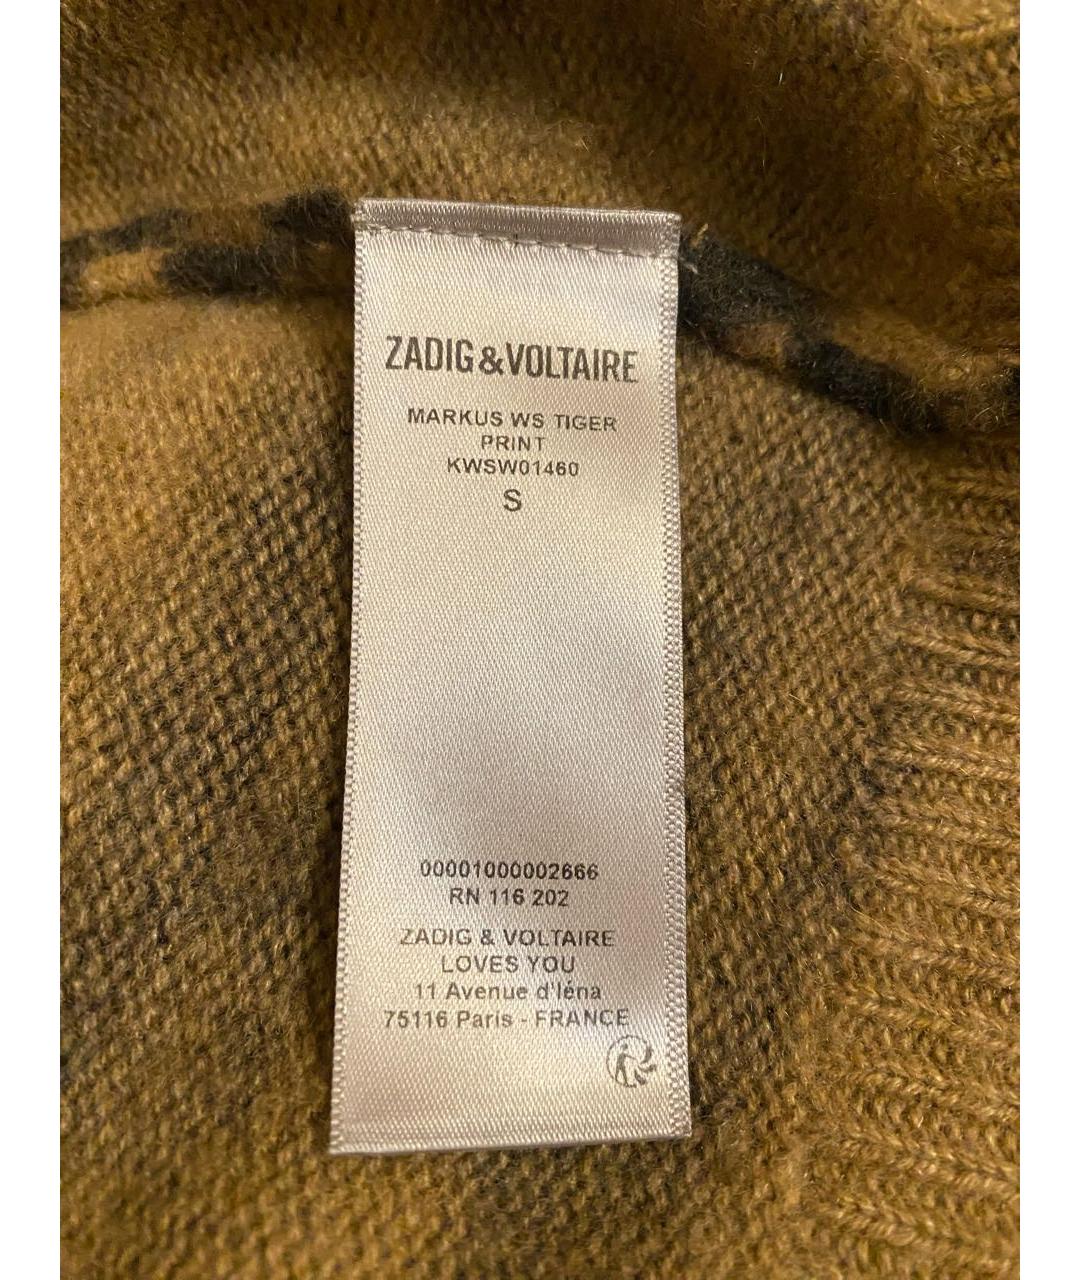 ZADIG&VOLTAIRE
MARKUS WS TIGER
PRINT
KWSW01460
S
00001000002666
RN 116 202
ZADIG & VOLTAIRE
LOVES YOU
11 Avenue d'Iéna
75116 Paris - FRANCE